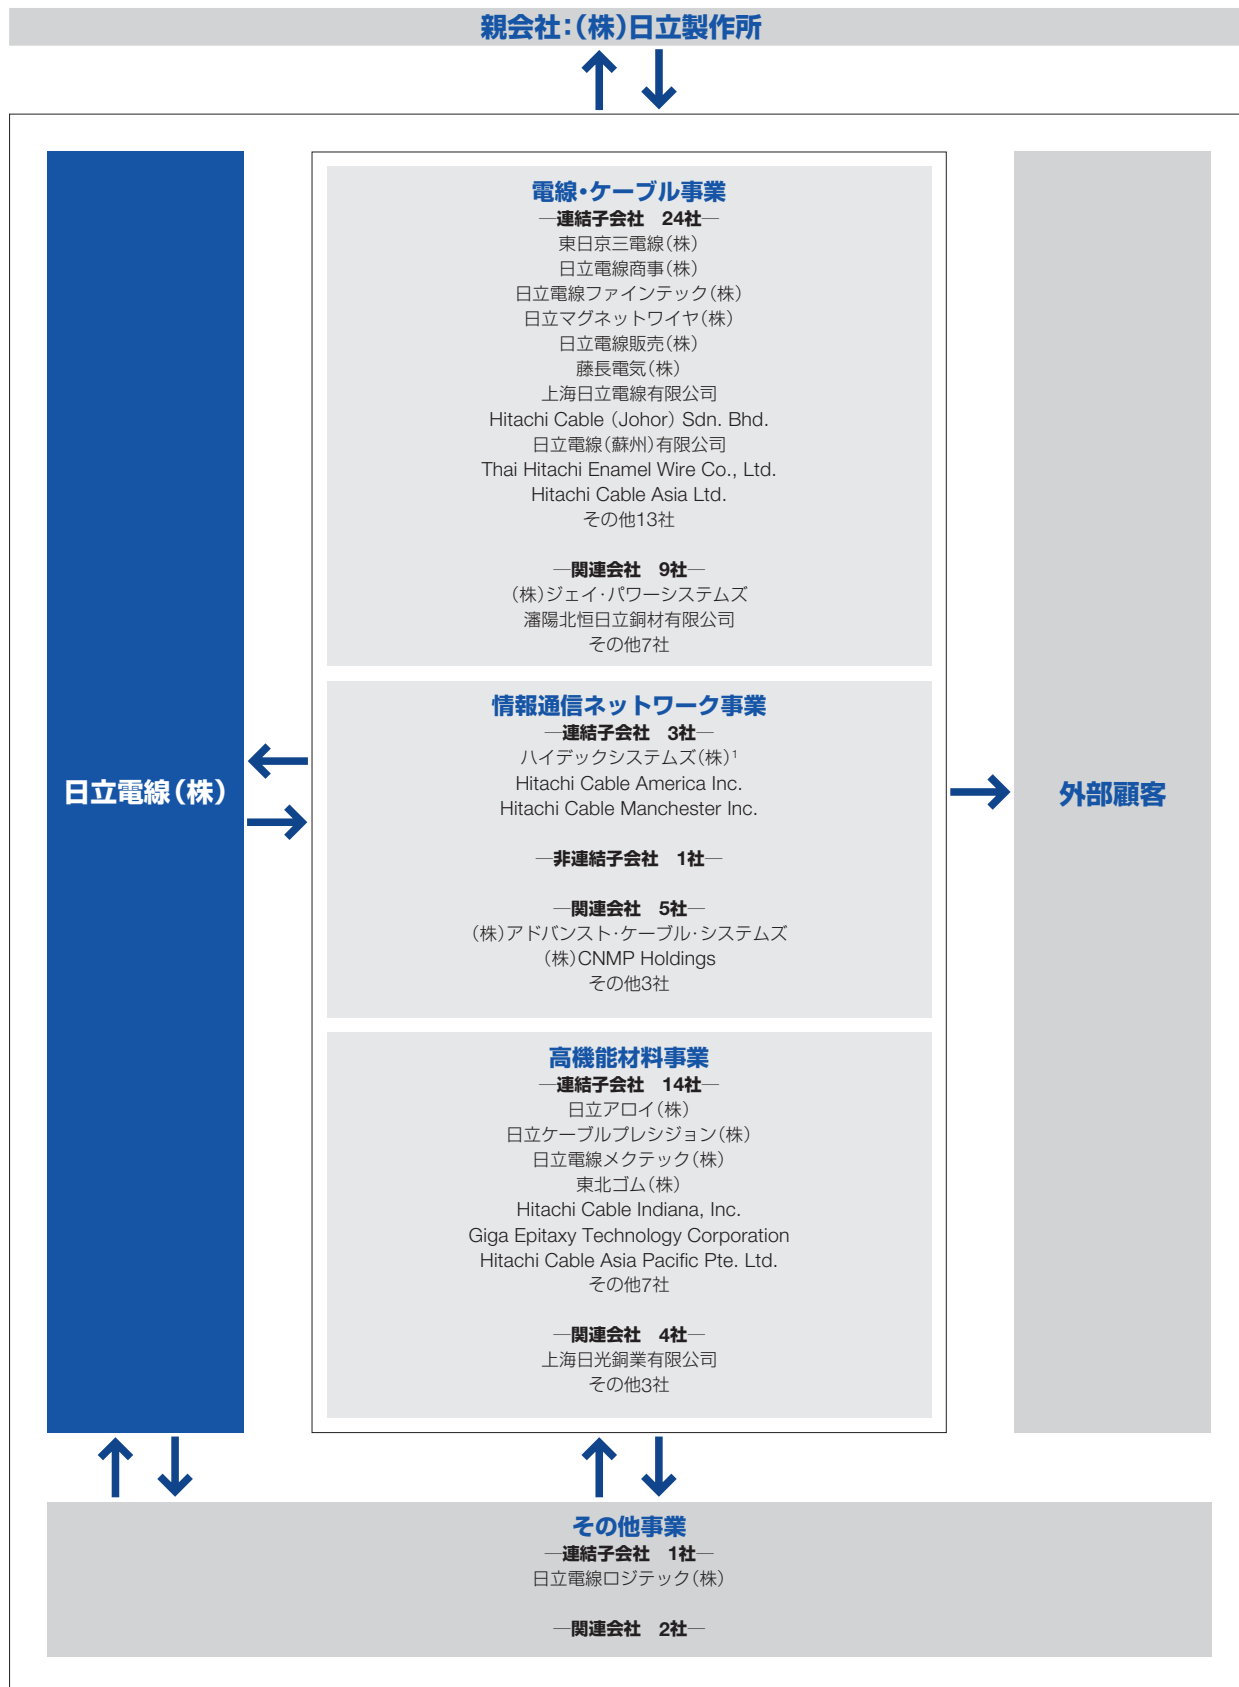 親会社：（株）日立製作所
日立電線（株）
電線・ケーブル事業
―連結子会社　24社―
東日京三電線（株）
日立電線商事（株）
日立電線ファインテック（株）
日立マグネットワイヤ（株）
日立電線販売（株）
藤長電気（株）
上海日立電線有限公司
Hitachi Cable (Johor) Sdn. Bhd.
日立電線（蘇州）有限公司
Thai Hitachi Enamel Wire Co., Ltd.
Hitachi Cable Asia Ltd.
その他13社
―関連会社　9社―
（株）ジェイ・パワーシステムズ
瀋陽北恒日立銅材有限公司
その他7社
情報通信ネットワーク事業
―連結子会社　3社―
ハイデックシステムズ（株）¹
Hitachi Cable America Inc.
Hitachi Cable Manchester Inc.
―非連結子会社　1社―
―関連会社　5社―
（株）アドバンスト・ケーブル・システムズ
（株）CNMP Holdings
その他3社
高機能材料事業
―連結子会社　14社―
日立アロイ（株）
日立ケーブルプレシジョン（株）
日立電線メクテック（株）
東北ゴム（株）
Hitachi Cable Indiana, Inc.
Giga Epitaxy Technology Corporation
Hitachi Cable Asia Pacific Pte. Ltd.
その他7社
―関連会社　4社―
上海日光銅業有限公司
その他3社
外部顧客
その他事業
―連結子会社　1社―
日立電線ロジテック（株）
―関連会社　2社―